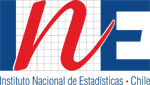 INE
Instituto Nacional de Estadísticas • Chile